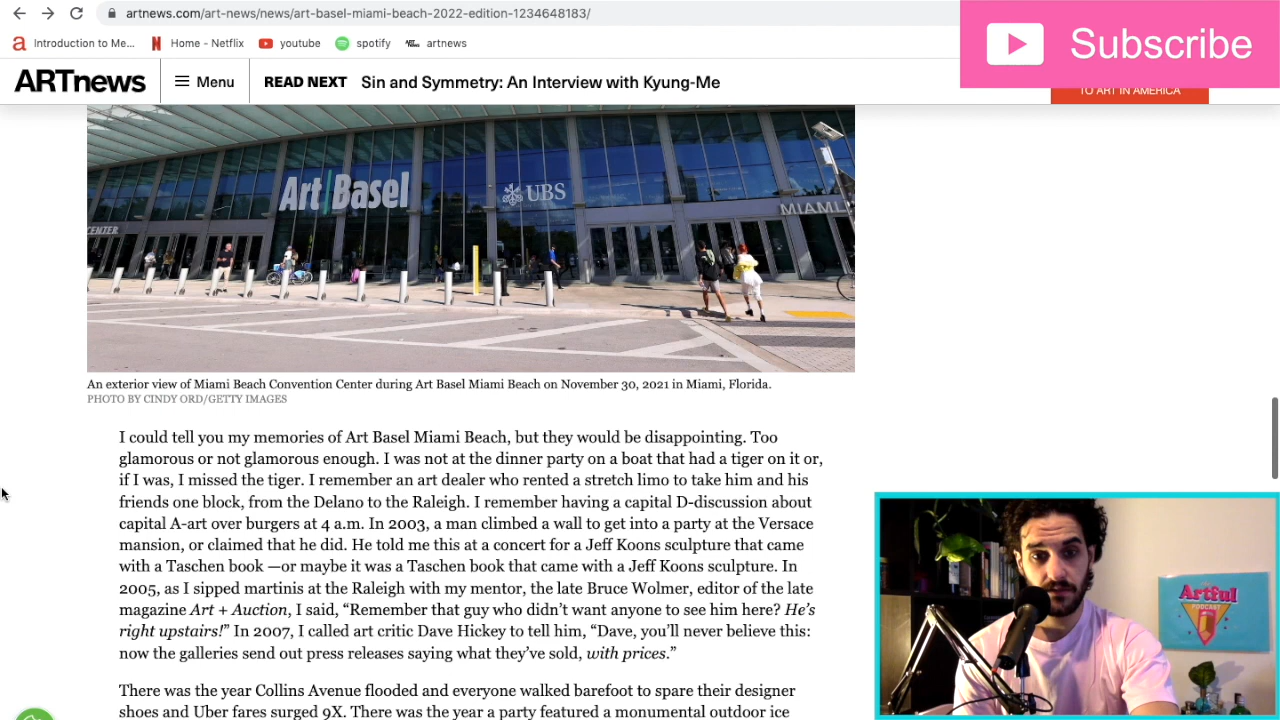 artnews.com/art-news/news/art-basel-miami-beach-2022-edition-1234648183/
Subscribe
Introduction to Me...
Home - Netflix
youtube
spotify
artnews
ARTnews
Menu
READ NEXT
Sin and Symmetry: An Interview with Kyung-Me
TO ART IN AMERICA
Art Basel
UBS
MIAMI
CENTER
An exterior view of Miami Beach Convention Center during Art Basel Miami Beach on November 30, 2021 in Miami, Florida.
PHOTO BY CINDY ORD/GETTY IMAGES
I could tell you my memories of Art Basel Miami Beach, but they would be disappointing. Too
glamorous or not glamorous enough. I was not at the dinner party on a boat that had a tiger on it or,
if I was, I missed the tiger. I remember an art dealer who rented a stretch limo to take him and his
friends one block, from the Delano to the Raleigh. I remember having a capital D-discussion about
capital A-art over burgers at 4 a.m. In 2003, a man climbed a wall to get into a party at the Versace
mansion, or claimed that he did. He told me this at a concert for a Jeff Koons sculpture that came
with a Taschen book —or maybe it was a Taschen book that came with a Jeff Koons sculpture. In
2005, as I sipped martinis at the Raleigh with my mentor, the late Bruce Wolmer, editor of the late
magazine Art + Auction, I said, “Remember that guy who didn’t want anyone to see him here? He’s
right upstairs!” In 2007, I called art critic Dave Hickey to tell him, “Dave, you’ll never believe this:
now the galleries send out press releases saying what they’ve sold, with prices.”
There was the year Collins Avenue flooded and everyone walked barefoot to spare their designer
shoes and Uber fares surged 9X. There was the year a party featured a monumental outdoor ice
Artful
PODCAST